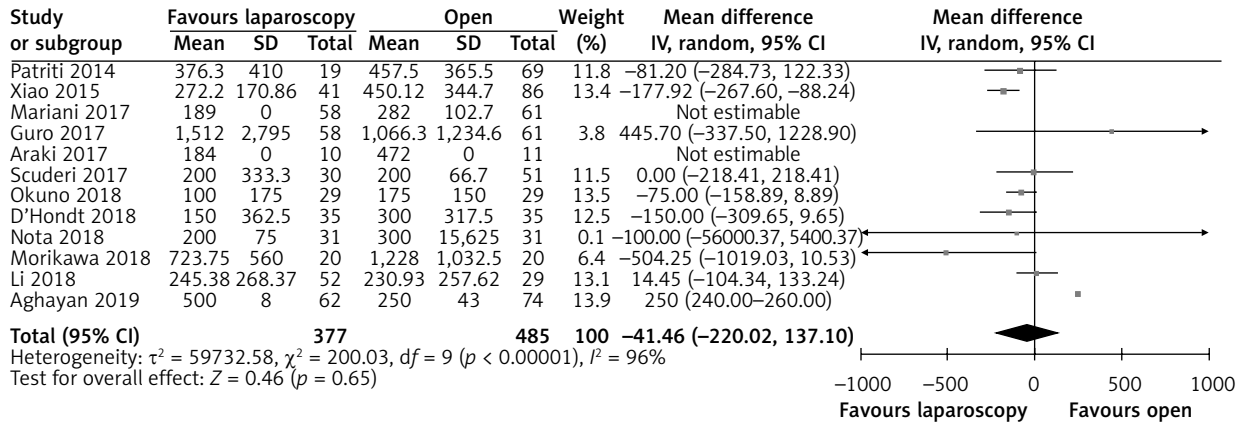 Study Favours laparoscopy Open Weight Mean difference Mean difference
or subgroup Mean SD Total Mean SD Total (%) IV, random, 95% CI IV, random, 95% CI
Patriti 2014 376.3 410 19 457.5 365.5 69 11.8 −81.20 (−284.73, 122.33)
Xiao 2015 272.2 170.86 41 450.12 344.7 86 13.4 −177.92 (−267.60, −88.24)
Mariani 2017 189 0 58 282 102.7 61 Not estimable
Guro 2017 1,512 2,795 58 1,066.3 1,234.6 61 3.8 445.70 (−337.50, 1228.90)
Araki 2017 184 0 10 472 0 11 Not estimable
Scuderi 2017 200 333.3 30 200 66.7 51 11.5 0.00 (−218.41, 218.41)
Okuno 2018 100 175 29 175 150 29 13.5 −75.00 (−158.89, 8.89)
D'Hondt 2018 150 362.5 35 300 317.5 35 12.5 −150.00 (−309.65, 9.65)
Nota 2018 200 75 31 300 15,625 31 0.1 −100.00 (−56000.37, 5400.37)
Morikawa 2018 723.75 560 20 1,228 1,032.5 20 6.4 −504.25 (−1019.03, 10.53)
Li 2018 245.38 268.37 52 230.93 257.62 29 13.1 14.45 (−104.34, 133.24)
Aghayan 2019 500 8 62 250 43 74 13.9 250 (240.00–260.00)
Total (95% CI) 377 485 100 −41.46 (−220.02, 137.10)
Heterogeneity: τ² = 59732.58, χ² = 200.03, df = 9 (p < 0.00001), I² = 96%
Test for overall effect: Z = 0.46 (p = 0.65)
−1000 −500 0 500 1000
Favours laparoscopy Favours open